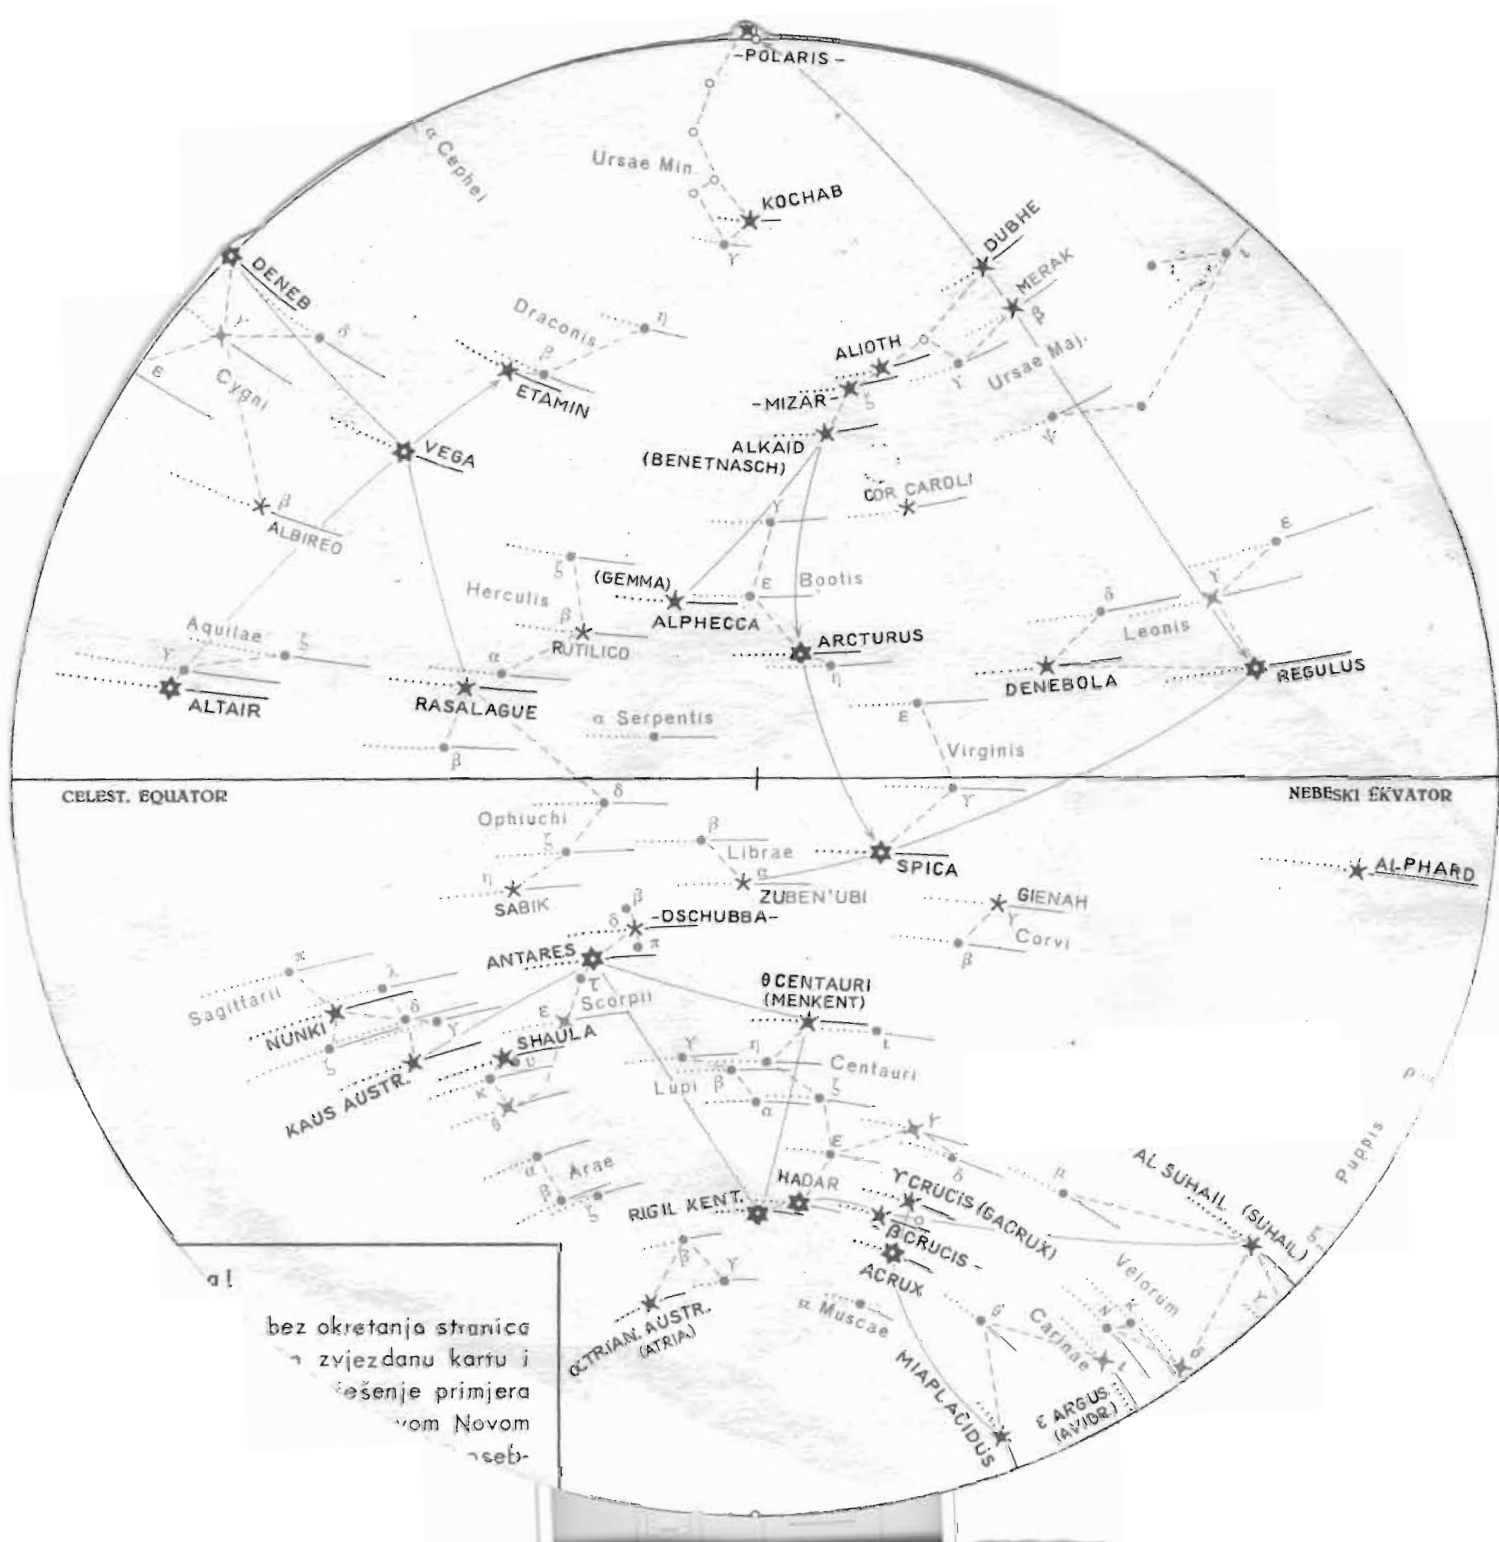 -POLARIS-
α Cephei
Ursae Min.
KOCHAB
γ
DUBHE
MERAK
β
ι
DENEB
γ
δ
ε
Cygni
Draconis
η
β
ETAMIN
ALIOTH
γ
Ursae Maj.
-MIZAR-
ζ
ψ
VEGA
ALKAID
(BENETNASCH)
COR CAROLI
β
ALBIREO
γ
ε
ζ
(GEMMA)
ε
Bootis
γ
Herculis
β
ALPHECCA
δ
Leonis
Aquilae
ζ
RUTILICO
ARCTURUS
γ
α
η
DENEBOLA
REGULUS
ALTAIR
RASALAGUE
α Serpentis
ε
Virginis
β
CELEST. EQUATOR
NEBESKI EKVATOR
δ
γ
Ophiuchi
ζ
β
Librae
SPICA
ALPHARD
η
SABIK
α
ZUBEN'UBI
GIENAH
γ
Corvi
β
β
δ
-DSCHUBBA-
π
ANTARES
π
λ
τ
θ CENTAURI
(MENKENT)
Sagittarii
NUNKI
δ
γ
ε
Scorpii
SHAULA
υ
ζ
KAUS AUSTR.
κ
θ
γ
η
ι
Lupi
β
Centauri
ζ
α
ρ
Puppis
γ
ε
δ
μ
AL SUHAIL (SUHAIL)
α
Arae
β
ζ
HADAR
γ CRUCIS (GACRUX)
RIGIL KENT.
β CRUCIS-
ACRUX
ζ
β
γ
α Muscae
Velorum
γ
α TRIAN. AUSTR.
(ATRIA)
θ
Carinae
N
κ
ι
δ
MIAPLACIDUS
ε ARGUS
(AVIOR)
a!
bez okretanja stranica
zvjezdanu kartu i
ješenje primjera
vom Novom
oseb-